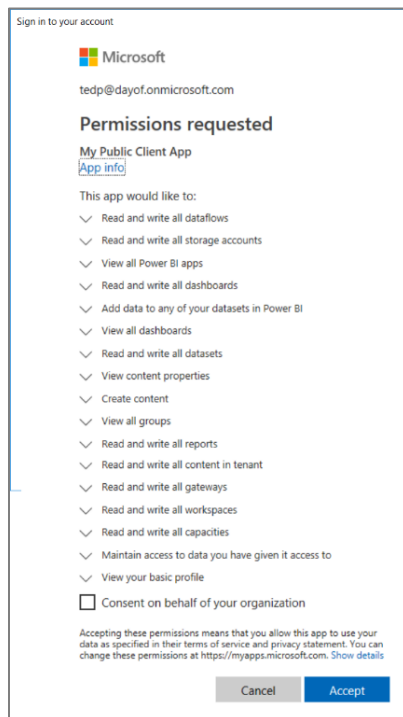 Sign in to your account
Microsoft
tedp@dayof.onmicrosoft.com
Permissions requested
My Public Client App
App info
This app would like to:
Read and write all dataflows
Read and write all storage accounts
View all Power BI apps
Read and write all dashboards
Add data to any of your datasets in Power BI
View all dashboards
Read and write all datasets
View content properties
Create content
View all groups
Read and write all reports
Read and write all content in tenant
Read and write all gateways
Read and write all workspaces
Read and write all capacities
Maintain access to data you have given it access to
View your basic profile
Consent on behalf of your organization
Accepting these permissions means that you allow this app to use your
data as specified in their terms of service and privacy statement. You can
change these permissions at https://myapps.microsoft.com. Show details
Cancel Accept